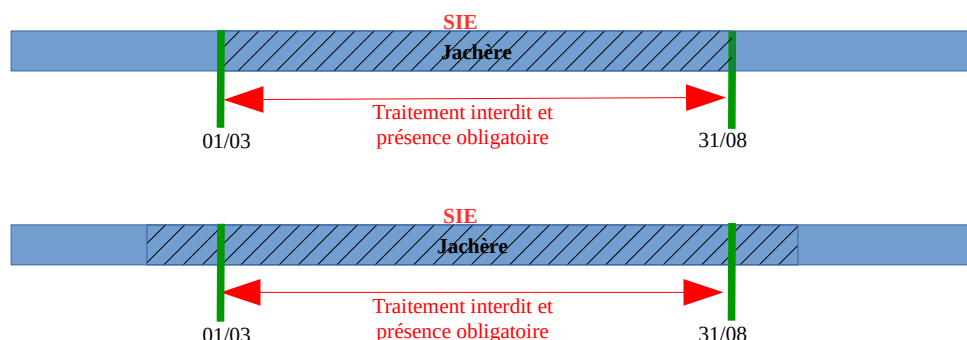 SIE
Jachère
Traitement interdit et
présence obligatoire
01/03
31/08
SIE
Jachère
Traitement interdit et
présence obligatoire
01/03
31/08